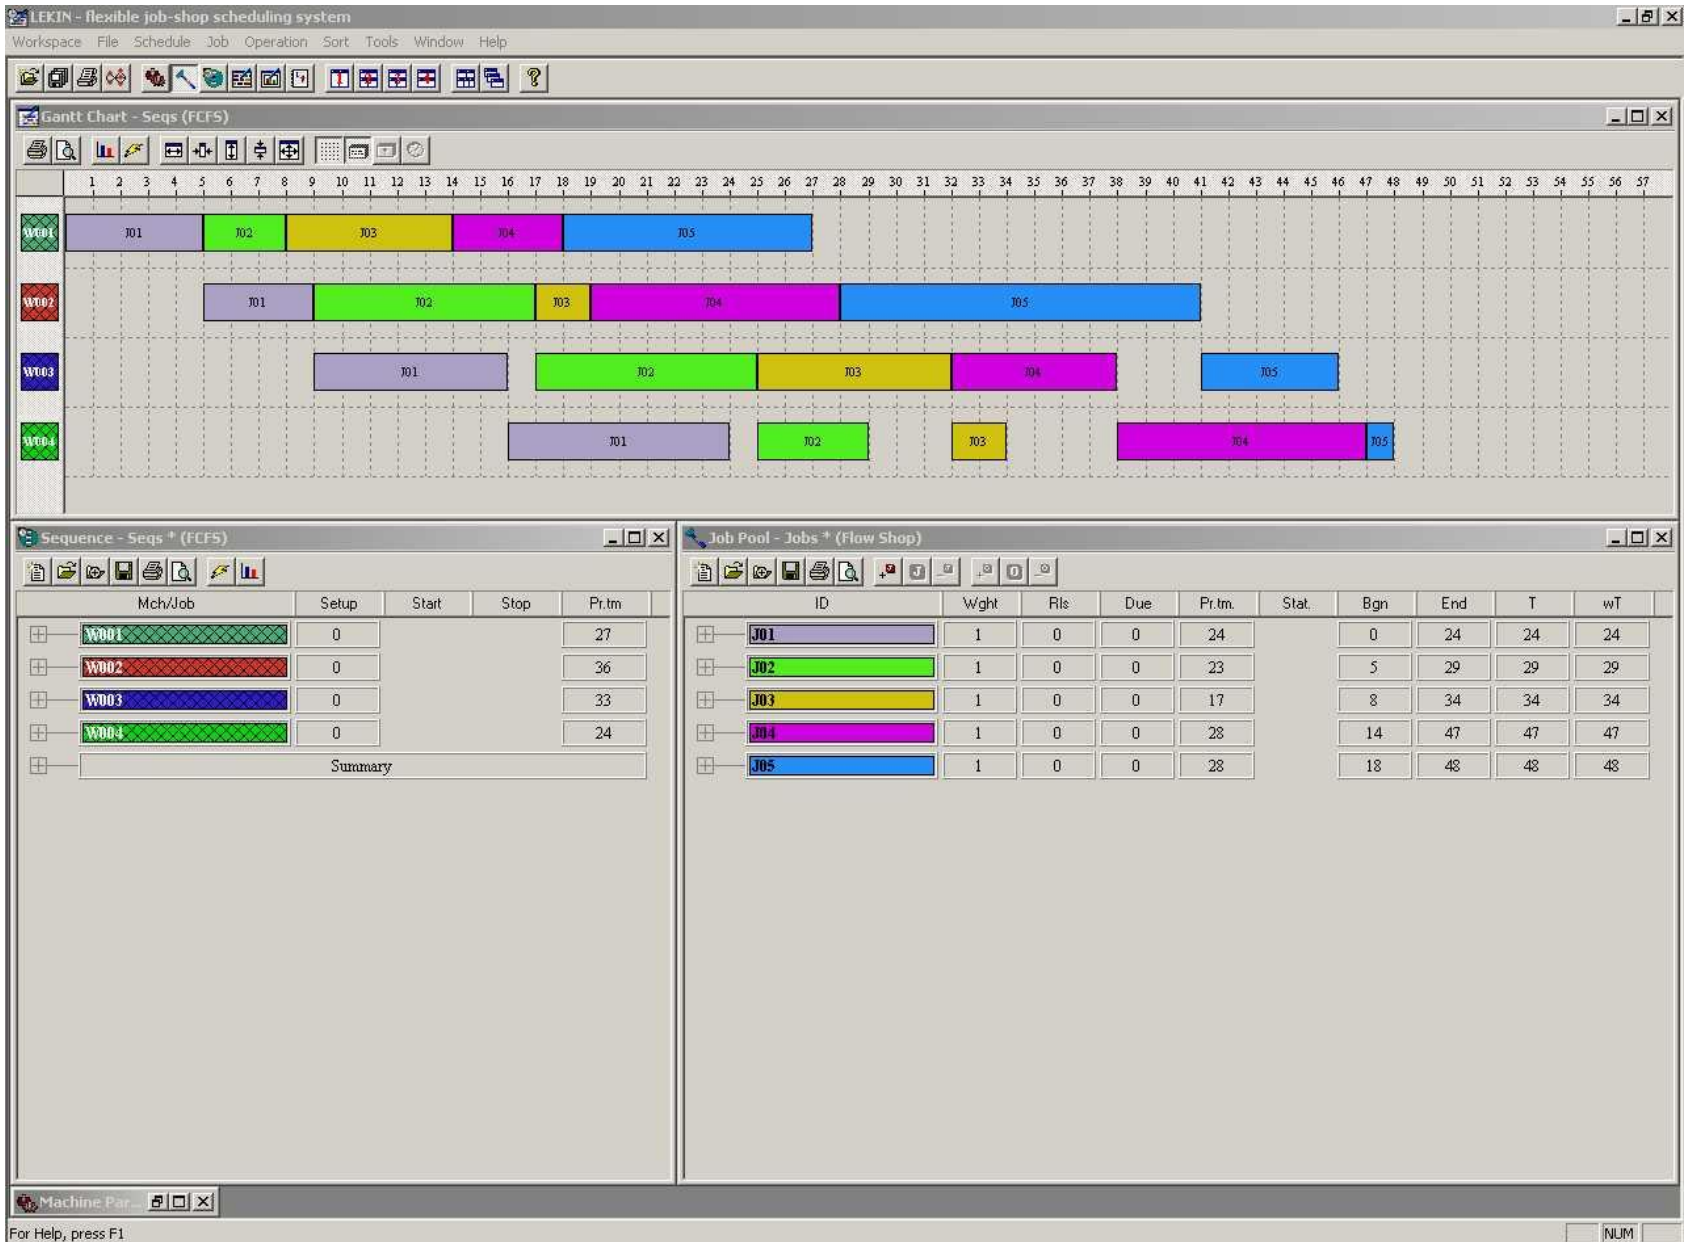 LEKIN - flexible job-shop scheduling system
Workspace File Schedule Job Operation Sort Tools Window Help
Gantt Chart - Seqs (FCFS)
1 2 3 4 5 6 7 8 9 10 11 12 13 14 15 16 17 18 19 20 21 22 23 24 25 26 27 28 29 30 31 32 33 34 35 36 37 38 39 40 41 42 43 44 45 46 47 48 49 50 51 52 53 54 55 56 57
W001 J01 J02 J03 J04 J05
W002 J01 J02 J03 J04 J05
W003 J01 J02 J03 J04 J05
W004 J01 J02 J03 J04 J05
Sequence - Seqs * (FCFS)
Mch/Job Setup Start Stop Pr.tm
W001 0 27
W002 0 36
W003 0 33
W004 0 24
Summary
Job Pool - Jobs * (Flow Shop)
ID Wght Rls Due Pr.tm. Stat. Bgn End T wT
J01 1 0 0 24 0 24 24 24
J02 1 0 0 23 5 29 29 29
J03 1 0 0 17 8 34 34 34
J04 1 0 0 28 14 47 47 47
J05 1 0 0 28 18 48 48 48
Machine Par...
For Help, press F1
NUM